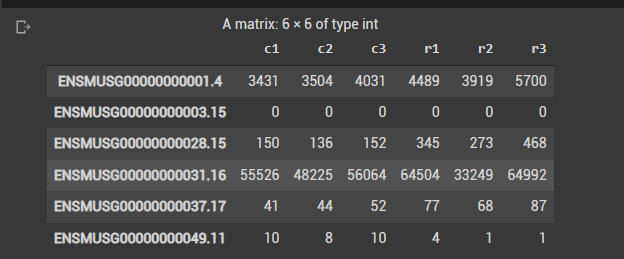 A matrix: 6 × 6 of type int
c1 c2 c3 r1 r2 r3
ENSMUSG00000000001.4 3431 3504 4031 4489 3919 5700
ENSMUSG00000000003.15 0 0 0 0 0 0
ENSMUSG00000000028.15 150 136 152 345 273 468
ENSMUSG00000000031.16 55526 48225 56064 64504 33249 64992
ENSMUSG00000000037.17 41 44 52 77 68 87
ENSMUSG00000000049.11 10 8 10 4 1 1